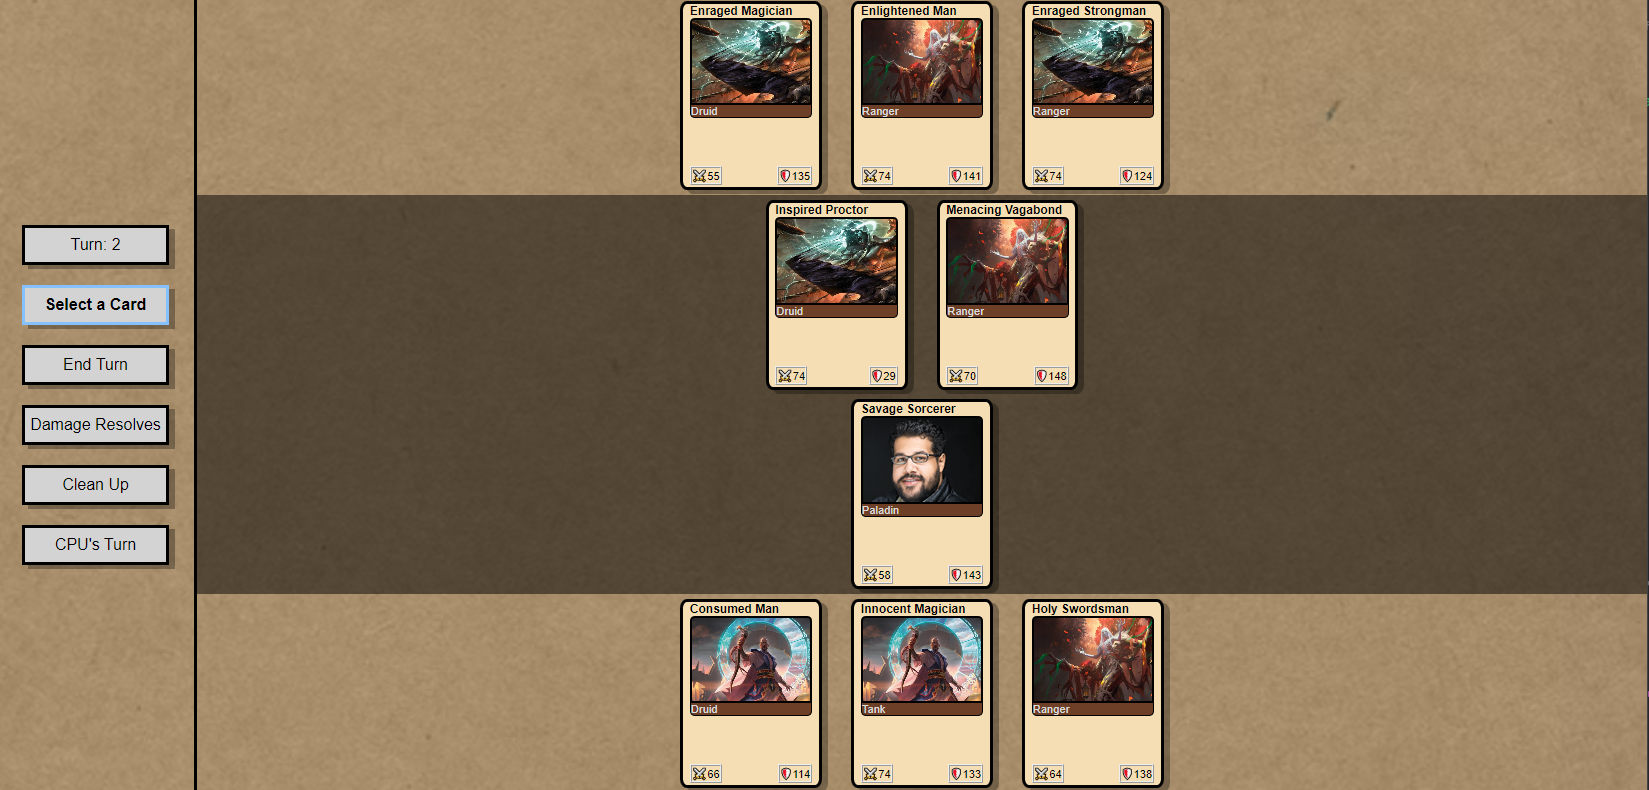 Enraged Magician
Druid
55 135
Enlightened Man
Ranger
74 141
Enraged Strongman
Ranger
74 124
Turn: 2
Select a Card
End Turn
Damage Resolves
Clean Up
CPU's Turn
Inspired Proctor
Druid
74 29
Menacing Vagabond
Ranger
70 148
Savage Sorcerer
Paladin
58 143
Consumed Man
Druid
66 114
Innocent Magician
Tank
74 133
Holy Swordsman
Ranger
64 138